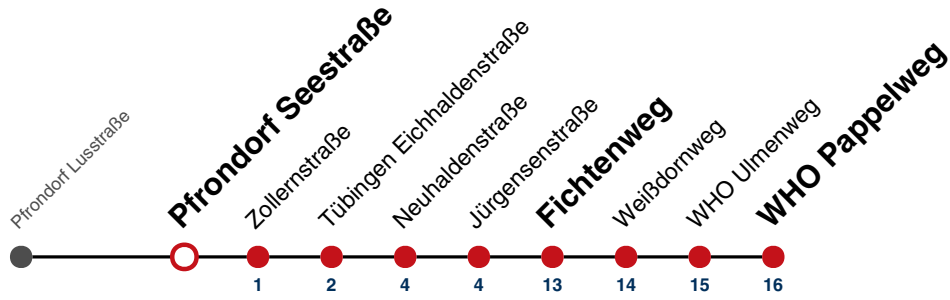 Pfrondorf Lusstraße
Pfrondorf Seestraße
Zollernstraße
Tübingen Eichhaldenstraße
Neuhaldenstraße
Jürgensenstraße
Fichtenweg
Weißdornweg
WHO Ulmenweg
WHO Pappelweg
1 2 4 4 13 14 15 16